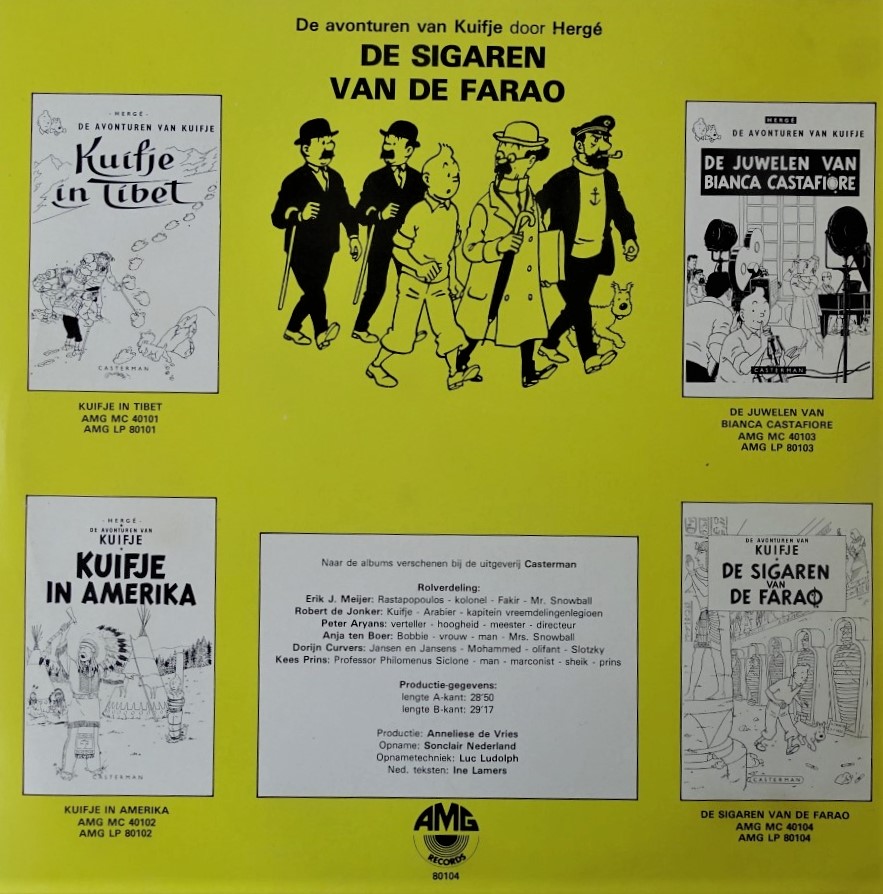 De avonturen van Kuifje door Hergé
DE SIGAREN
VAN DE FARAO
- HERGÉ -
DE AVONTUREN VAN KUIFJE
Kuifje
in Tibet
CASTERMAN
KUIFJE IN TIBET
AMG MC 40101
AMG LP 80101
HERGÉ
DE AVONTUREN VAN KUIFJE
DE JUWELEN VAN
BIANCA CASTAFIORE
CASTERMAN
DE JUWELEN VAN
BIANCA CASTAFIORE
AMG MC 40103
AMG LP 80103
- HERGÉ -
DE AVONTUREN VAN
KUIFJE
KUIFJE
IN AMERIKA
CASTERMAN
KUIFJE IN AMERIKA
AMG MC 40102
AMG LP 80102
Naar de albums verschenen bij de uitgeverij Casterman
Rolverdeling:
Erik J. Meijer: Rastapopoulos - kolonel - Fakir - Mr. Snowball
Robert de Jonker: Kuifje - Arabier - kapitein vreemdelingenlegioen
Peter Aryans: verteller - hoogheid - meester - directeur
Anja ten Boer: Bobbie - vrouw - man - Mrs. Snowball
Dorijn Curvers: Jansen en Jansens - Mohammed - olifant - Slotzky
Kees Prins: Professor Philomenus Siclone - man - marconist - sheik - prins
Productie-gegevens:
lengte A-kant: 28'50
lengte B-kant: 29'17
Productie: Anneliese de Vries
Opname: Sonclair Nederland
Opnametechniek: Luc Ludolph
Ned. teksten: Ine Lamers
DE AVONTUREN VAN
KUIFJE
DE SIGAREN
VAN
DE FARAO
CASTERMAN
DE SIGAREN VAN DE FARAO
AMG MC 40104
AMG LP 80104
AMG
RECORDS
80104